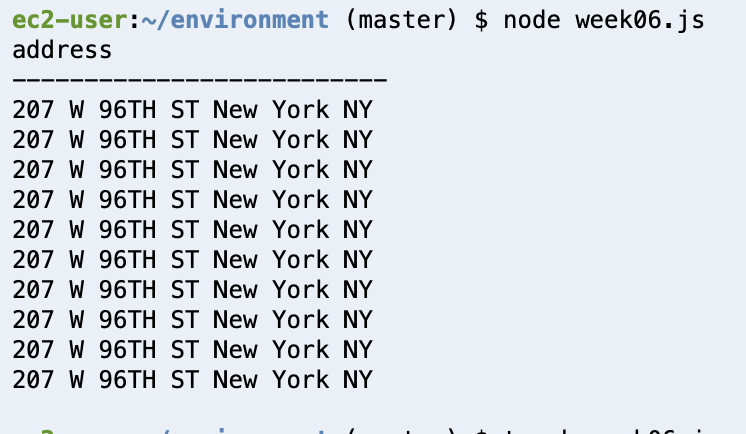 ec2-user:~/environment (master) $ node week06.js
address
--------------------------
207 W 96TH ST New York NY
207 W 96TH ST New York NY
207 W 96TH ST New York NY
207 W 96TH ST New York NY
207 W 96TH ST New York NY
207 W 96TH ST New York NY
207 W 96TH ST New York NY
207 W 96TH ST New York NY
207 W 96TH ST New York NY
207 W 96TH ST New York NY